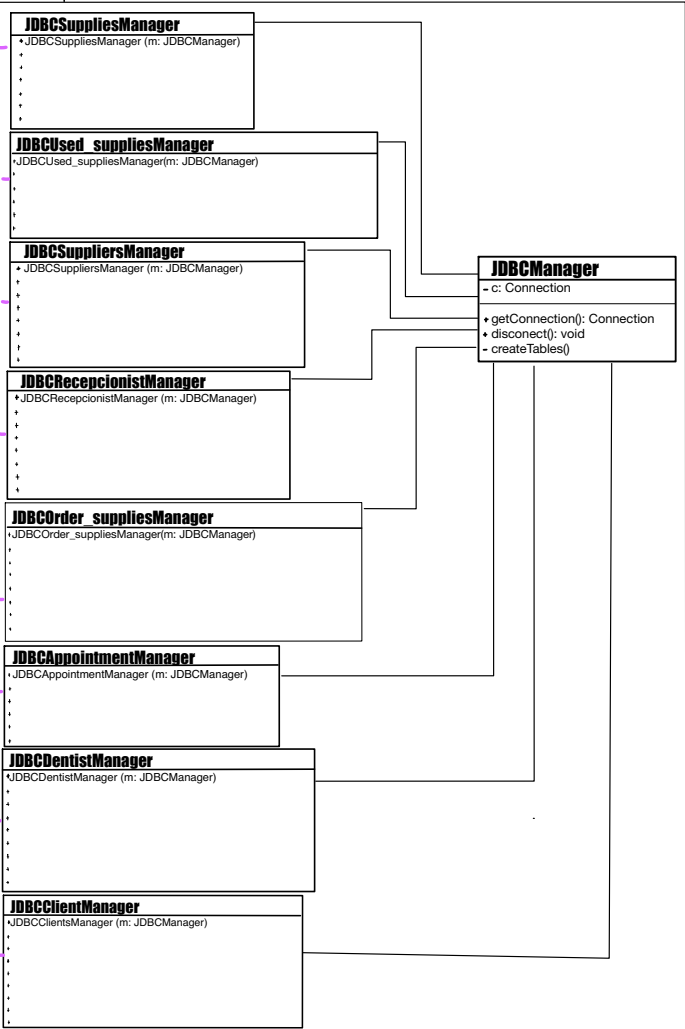 JDBCSuppliesManager
+JDBCSuppliesManager (m: JDBCManager)
+
+
+
+
+
+
JDBCUsed_suppliesManager
+JDBCUsed_suppliesManager(m: JDBCManager)
+
+
+
+
+
JDBCSuppliersManager
+ JDBCSuppliersManager (m: JDBCManager)
+
+
+
+
+
+
+
JDBCRecepcionistManager
+JDBCRecepcionistManager (m: JDBCManager)
+
+
+
+
+
+
+
JDBCOrder_suppliesManager
+JDBCOrder_suppliesManager(m: JDBCManager)
+
+
+
+
+
+
+
JDBCAppointmentManager
+JDBCAppointmentManager (m: JDBCManager)
+
+
+
+
+
JDBCDentistManager
+JDBCDentistManager (m: JDBCManager)
+
+
+
+
+
+
+
+
JDBCClientManager
+JDBCClientsManager (m: JDBCManager)
+
+
+
+
+
+
+
+
JDBCManager
- c: Connection
+ getConnection(): Connection
+ disconect(): void
- createTables()